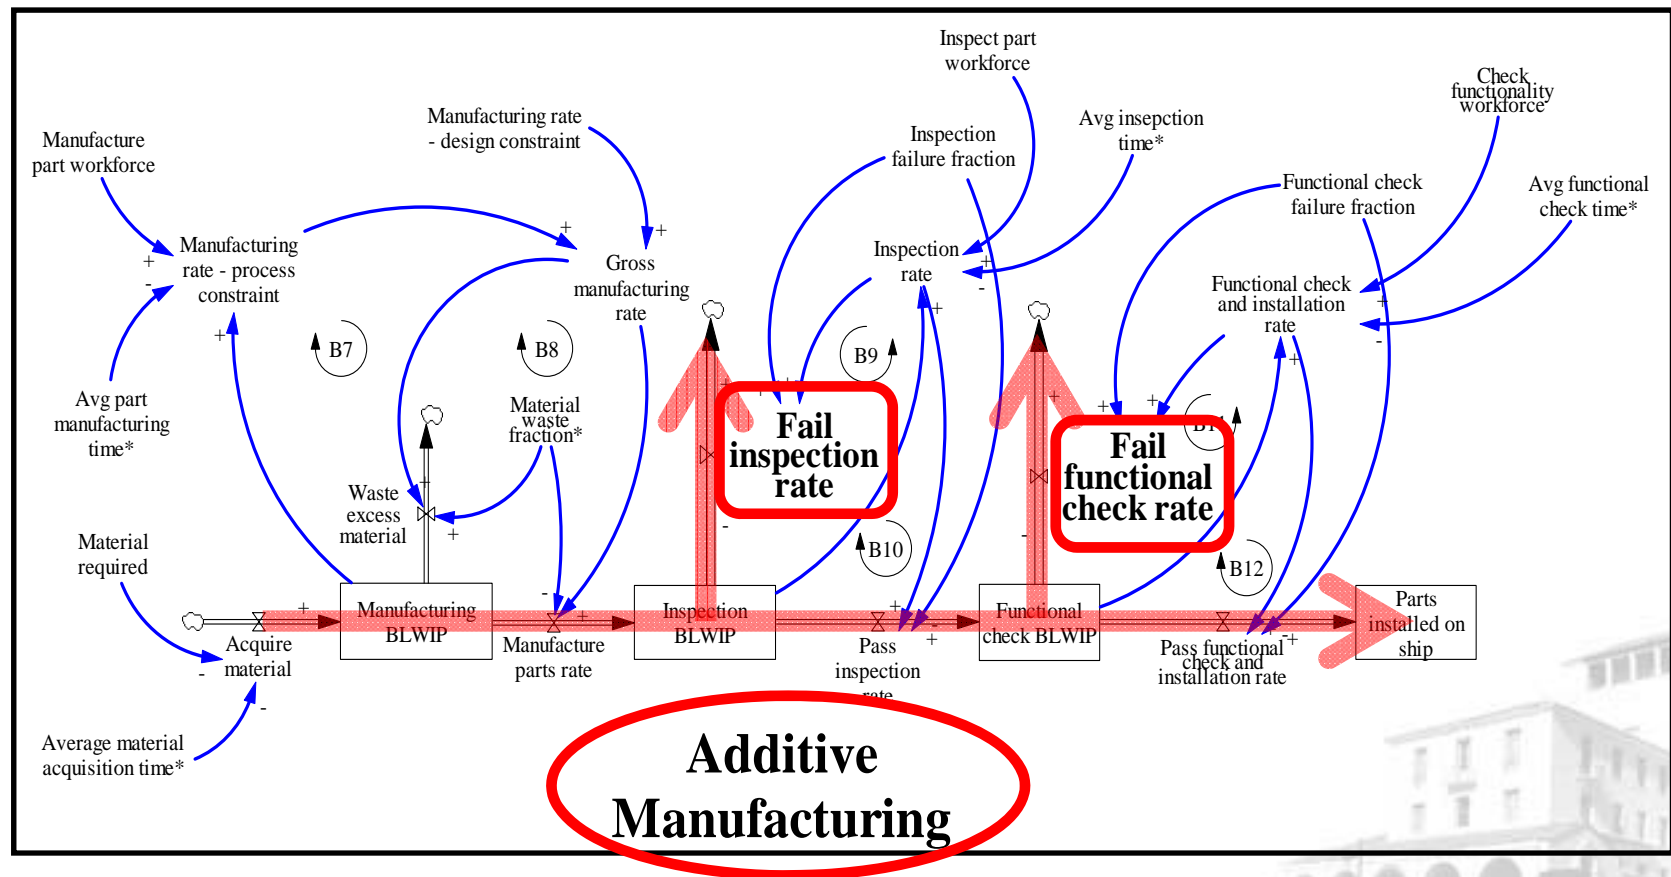 Inspect part
workforce
Check
functionality
workforce
Manufacturing rate
- design constraint
Avg insepction
time*
Inspection
failure fraction
Manufacture
part workforce
Functional check
failure fraction
Avg functional
check time*
Manufacturing
rate - process
constraint
Gross
manufacturing
rate
Inspection
rate
Functional check
and installation
rate
B7
B8
B9
Avg part
manufacturing
time*
Material
waste
fraction*
Fail
inspection
rate
Fail
functional
check rate
Waste
excess
material
B10
B12
Material
required
Manufacturing
BLWIP
Inspection
BLWIP
Functional
check BLWIP
Parts
installed on
ship
Acquire
material
Manufacture
parts rate
Pass
inspection
rate
Pass functional
check and
installation rate
Average material
acquisition time*
Additive
Manufacturing